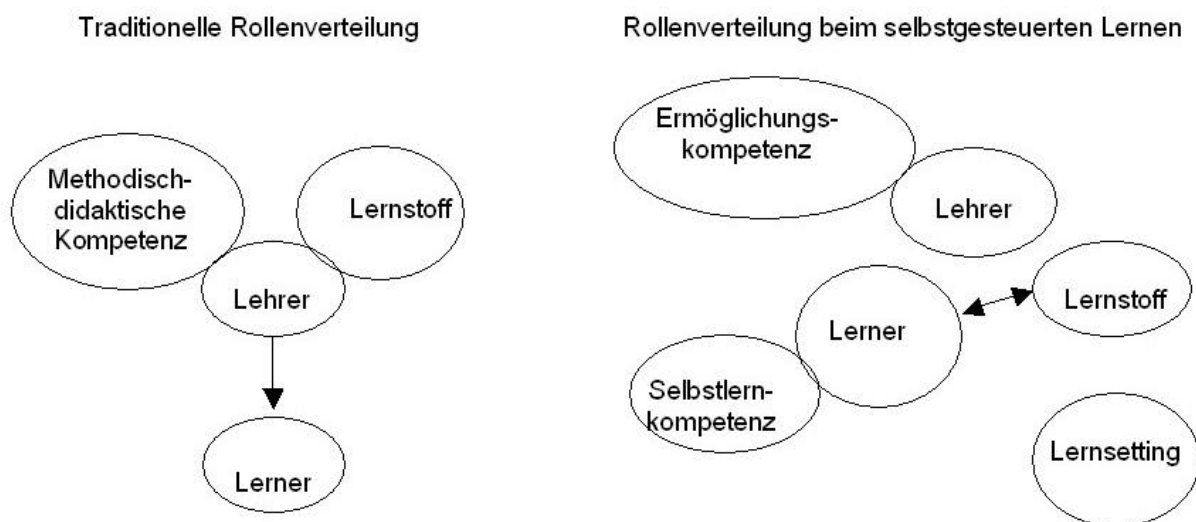 Traditionelle Rollenverteilung
Methodisch-
didaktische
Kompetenz
Lernstoff
Lehrer
Lerner
Rollenverteilung beim selbstgesteuerten Lernen
Ermöglichungs-
kompetenz
Lehrer
Lernstoff
Lerner
Selbstlern-
kompetenz
Lernsetting